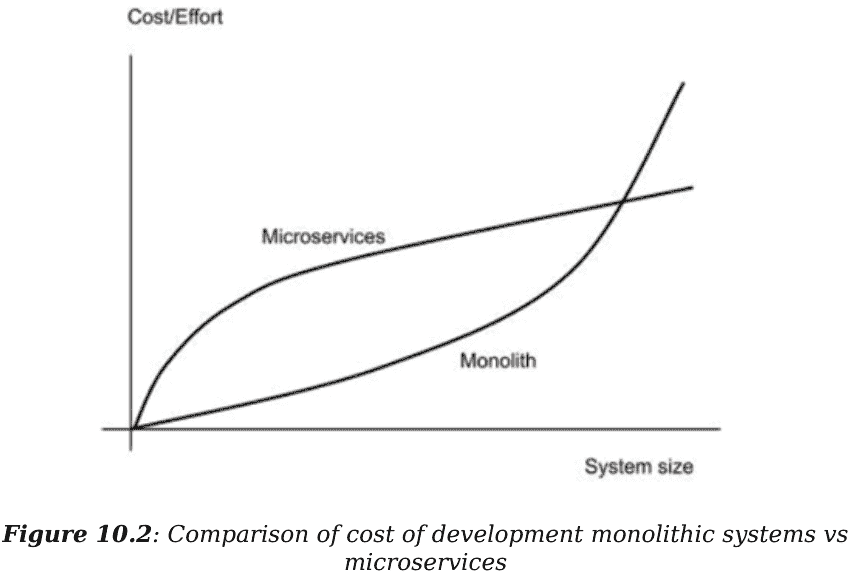 Cost/Effort
Microservices
Monolith
System size
Figure 10.2: Comparison of cost of development monolithic systems vs
microservices